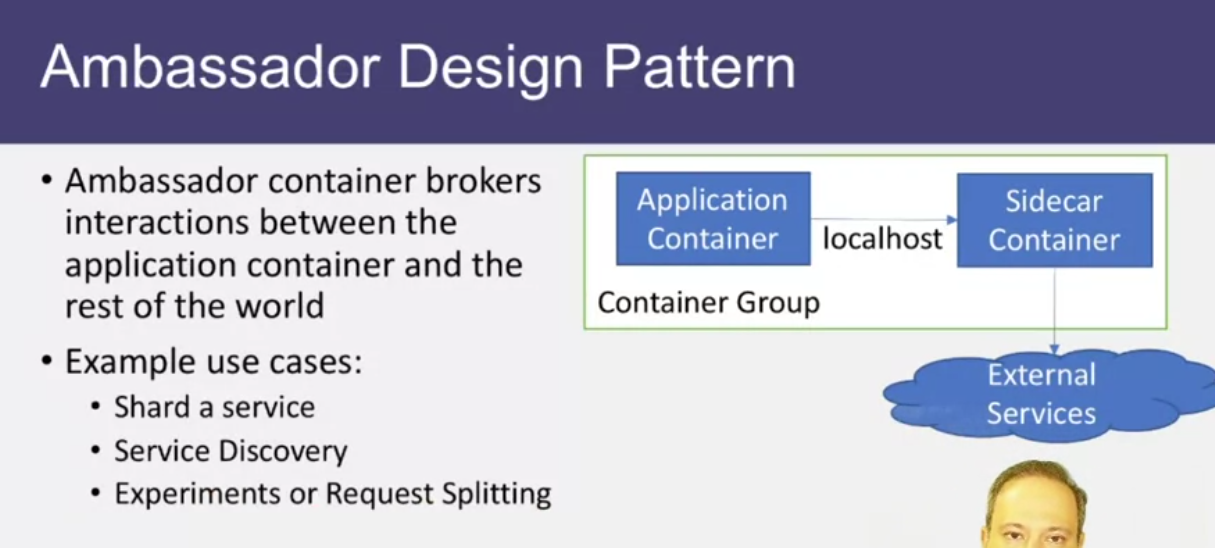 Ambassador Design Pattern
• Ambassador container brokers
interactions between the
application container and the
rest of the world
• Example use cases:
• Shard a service
• Service Discovery
• Experiments or Request Splitting
Application
Container
localhost
Sidecar
Container
Container Group
External
Services